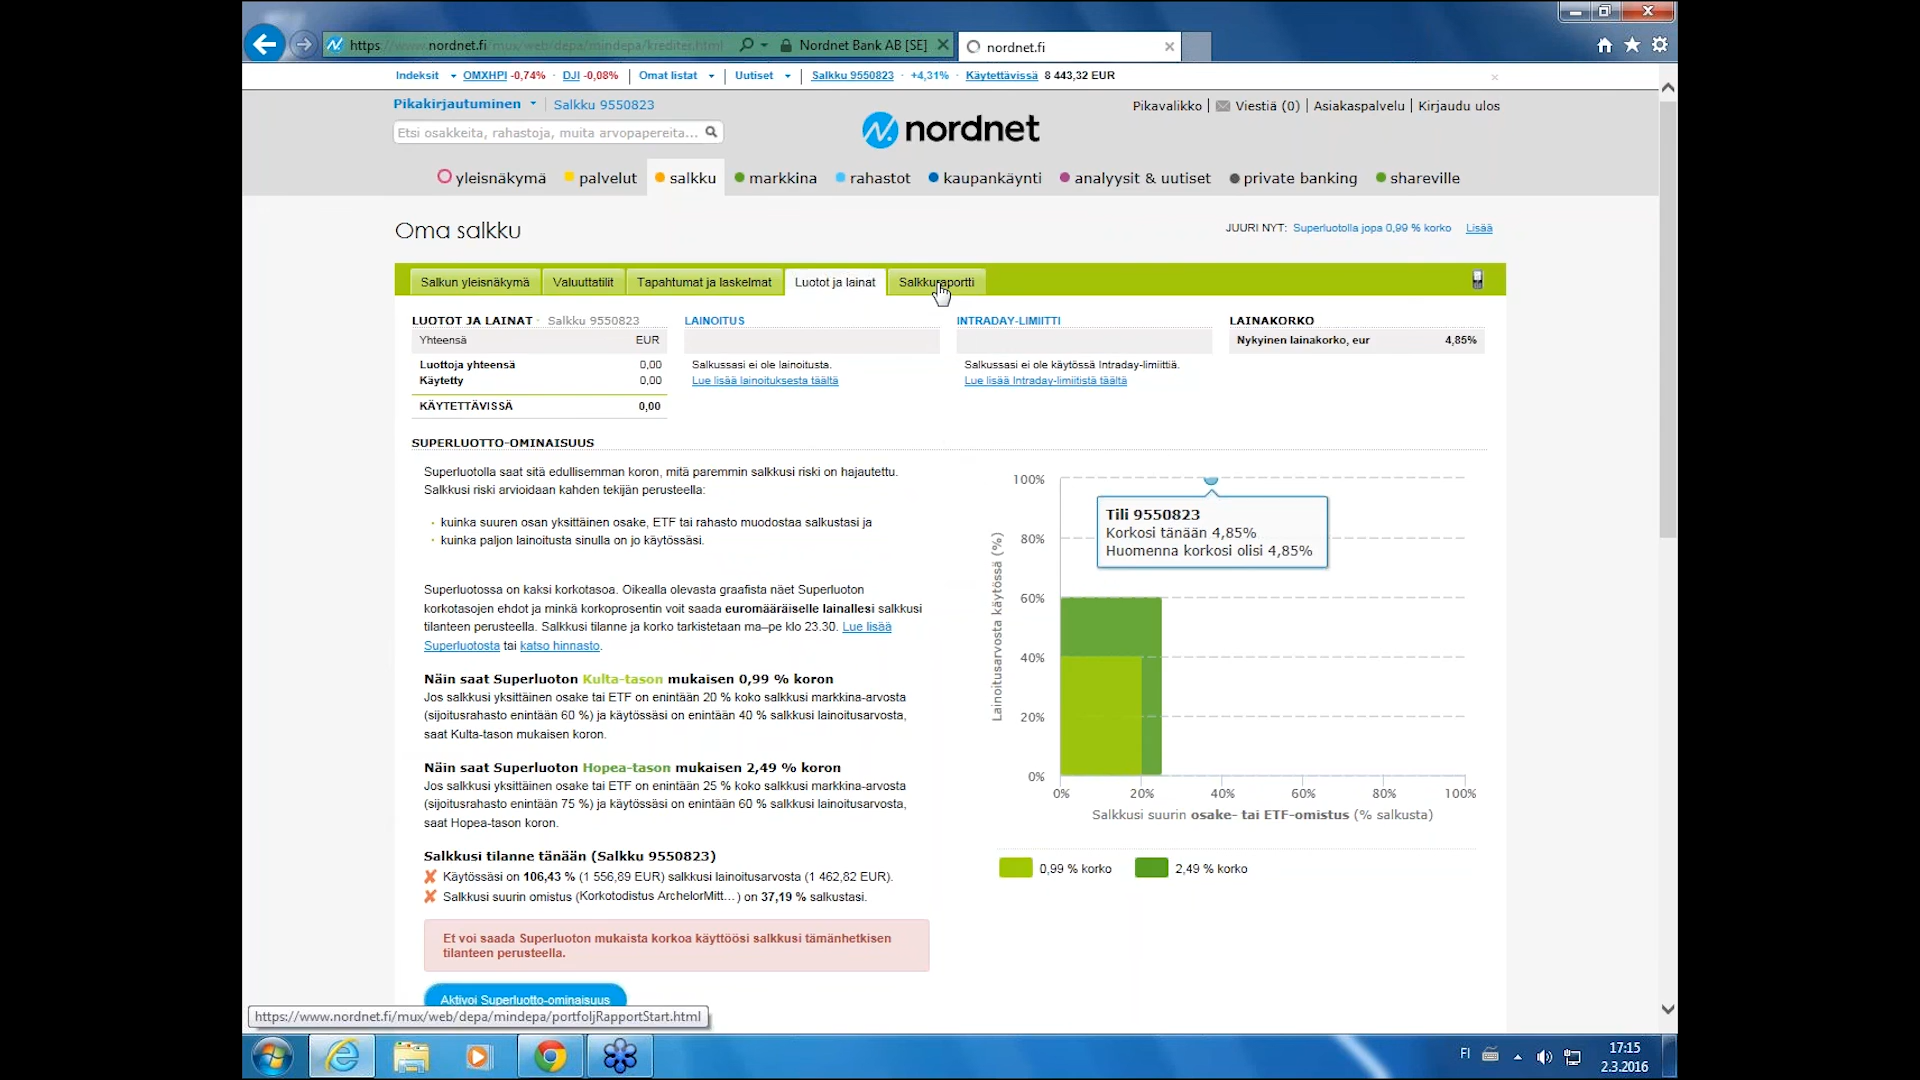 https://www.nordnet.fi/mux/web/depa/mindepa/krediter.html
Nordnet Bank AB [SE]
nordnet.fi
Indeksit OMXHPI -0,74% · DJI -0,08% | Omat listat | Uutiset | Salkku 9550823 · +4,31% · Käytettävissä 8 443,32 EUR
Pikakirjautuminen | Salkku 9550823
Pikavalikko | Viestiä (0) | Asiakaspalvelu | Kirjaudu ulos
Etsi osakkeita, rahastoja, muita arvopapereita...
nordnet
yleisnäkymä palvelut salkku markkina rahastot kaupankäynti analyysit & uutiset private banking shareville
Oma salkku
JUURI NYT: Superluotolla jopa 0,99 % korko Lisää
Salkun yleisnäkymä Valuuttatilit Tapahtumat ja laskelmat Luotot ja lainat Salkkuraportti
LUOTOT JA LAINAT · Salkku 9550823
Yhteensä EUR
Luottoja yhteensä 0,00
Käytetty 0,00
KÄYTETTÄVISSÄ 0,00
LAINOITUS
Salkussasi ei ole lainoitusta.
Lue lisää lainoituksesta täältä
INTRADAY-LIMIITTI
Salkussasi ei ole käytössä Intraday-limiittiä.
Lue lisää Intraday-limiitistä täältä
LAINAKORKO
Nykyinen lainakorko, eur 4,85%
SUPERLUOTTO-OMINAISUUS
Superluotolla saat sitä edullisemman koron, mitä paremmin salkkusi riski on hajautettu.
Salkkusi riski arvioidaan kahden tekijän perusteella:
· kuinka suuren osan yksittäinen osake, ETF tai rahasto muodostaa salkustasi ja
· kuinka paljon lainoitusta sinulla on jo käytössäsi.
Superluotossa on kaksi korkotasoa. Oikealla olevasta graafista näet Superluoton
korkotasojen ehdot ja minkä korkoprosentin voit saada euromääräiselle lainallesi salkkusi
tilanteen perusteella. Salkkusi tilanne ja korko tarkistetaan ma–pe klo 23.30. Lue lisää
Superluotosta tai katso hinnasto.
Näin saat Superluoton Kulta-tason mukaisen 0,99 % koron
Jos salkkusi yksittäinen osake tai ETF on enintään 20 % koko salkkusi markkina-arvosta
(sijoitusrahasto enintään 60 %) ja käytössäsi on enintään 40 % salkkusi lainoitusarvosta,
saat Kulta-tason mukaisen koron.
Näin saat Superluoton Hopea-tason mukaisen 2,49 % koron
Jos salkkusi yksittäinen osake tai ETF on enintään 25 % koko salkkusi markkina-arvosta
(sijoitusrahasto enintään 75 %) ja käytössäsi on enintään 60 % salkkusi lainoitusarvosta,
saat Hopea-tason koron.
Salkkusi tilanne tänään (Salkku 9550823)
Käytössäsi on 106,43 % (1 556,89 EUR) salkkusi lainoitusarvosta (1 462,82 EUR).
Salkkusi suurin omistus (Korkotodistus ArchelorMitt...) on 37,19 % salkustasi.
Et voi saada Superluoton mukaista korkoa käyttöösi salkkusi tämänhetkisen
tilanteen perusteella.
Aktivoi Superluotto-ominaisuus
Lainoitusarvosta käytössä (%)
100%
80%
60%
40%
20%
0%
Tili 9550823
Korkosi tänään 4,85%
Huomenna korkosi olisi 4,85%
0% 20% 40% 60% 80% 100%
Salkkusi suurin osake- tai ETF-omistus (% salkusta)
0,99 % korko 2,49 % korko
https://www.nordnet.fi/mux/web/depa/mindepa/portfoljRapportStart.html
FI
17:15
2.3.2016